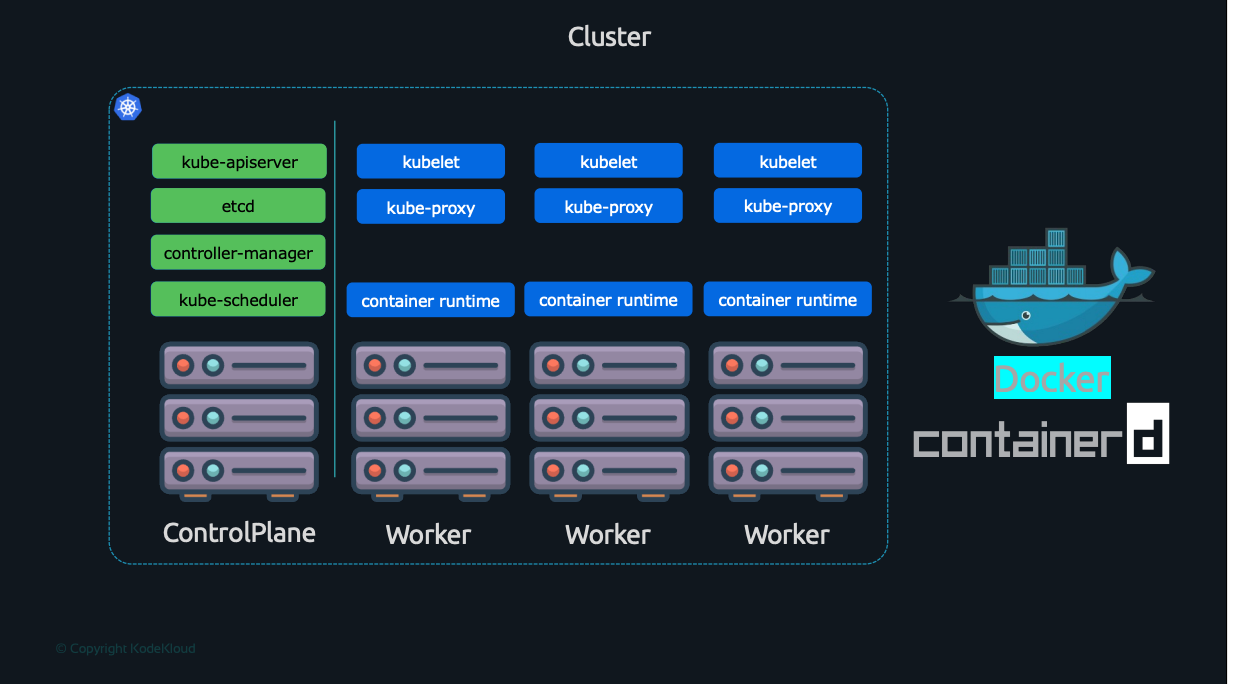 Cluster
kube-apiserver
etcd
controller-manager
kube-scheduler
ControlPlane
kubelet
kube-proxy
container runtime
Worker
kubelet
kube-proxy
container runtime
Worker
kubelet
kube-proxy
container runtime
Worker
Docker
containerd
© Copyright KodeKloud